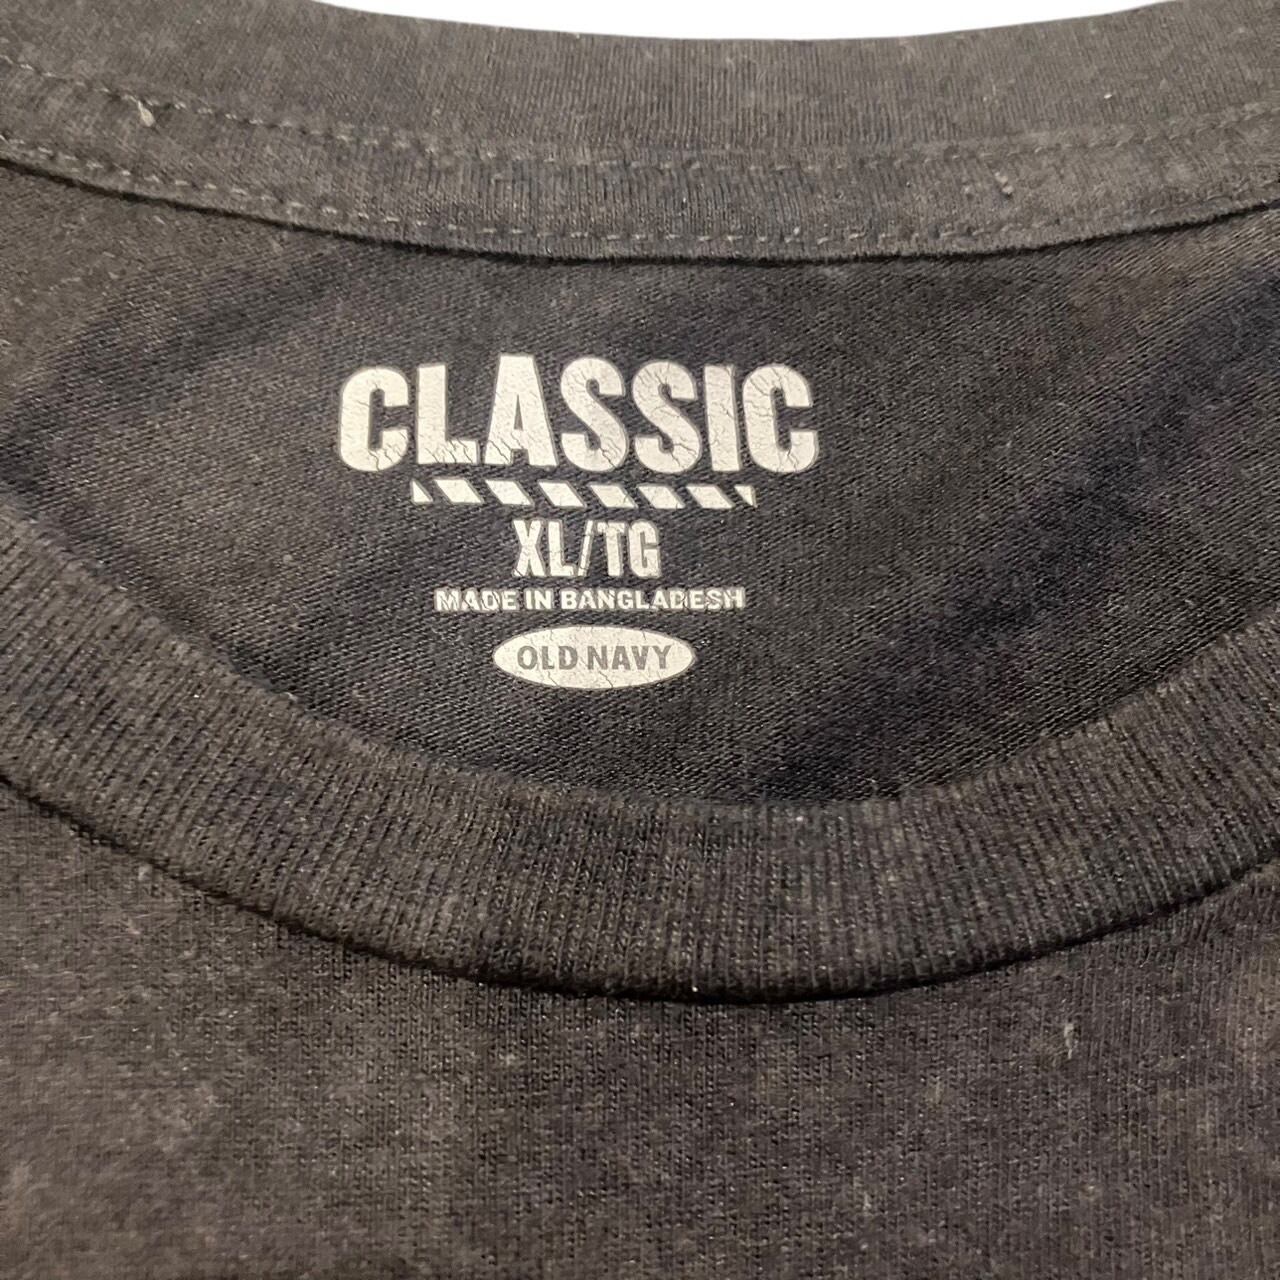 CLASSIC
XL/TG
MADE IN BANGLADESH
OLD NAVY